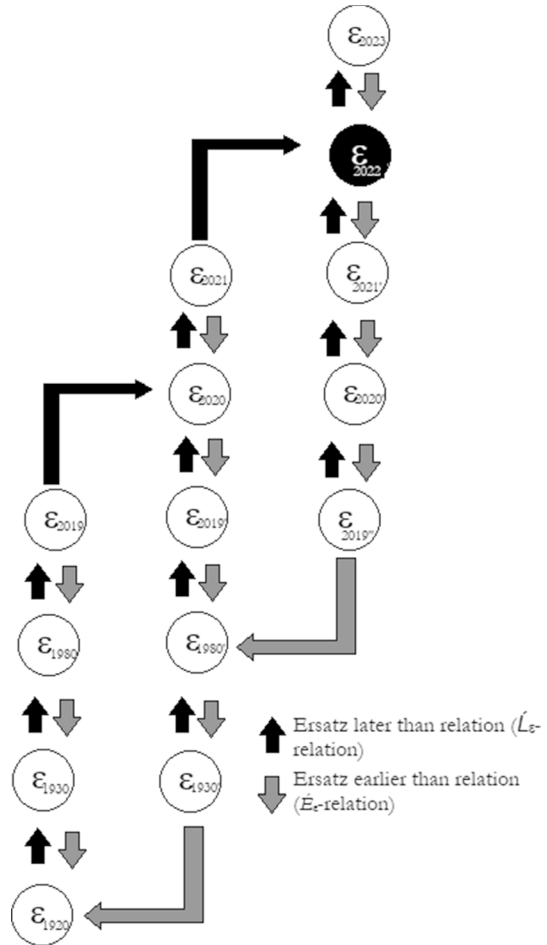 ε2023
ε2022'
ε2021 ε2021'
ε2020 ε2020'
ε2019 ε2019' ε2019''
ε1980 ε1980'
Ersatz later than relation (Ĺε-
relation)
ε1930 ε1930'
Ersatz earlier than relation
(Éε-relation)
ε1920